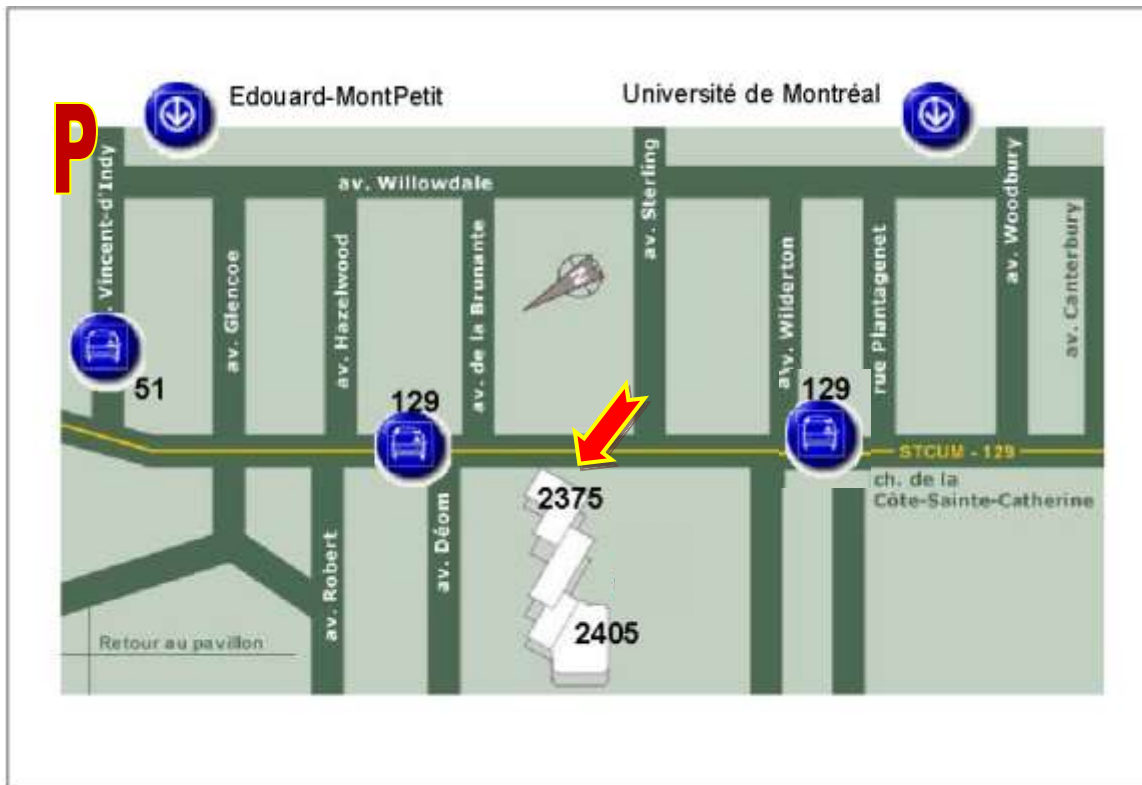 P
Edouard-MontPetit
Université de Montréal
av. Willowdale
. Vincent-d'Indy
av. Glencoe
av. Hazelwood
av. de la Brunante
av. Sterling
av. Wilderton
rue Plantagenet
av. Woodbury
av. Canterbury
51
129
129
STCUM - 129
ch. de la
Côte-Sainte-Catherine
2375
av. Robert
av. Déom
2405
Retour au pavillon